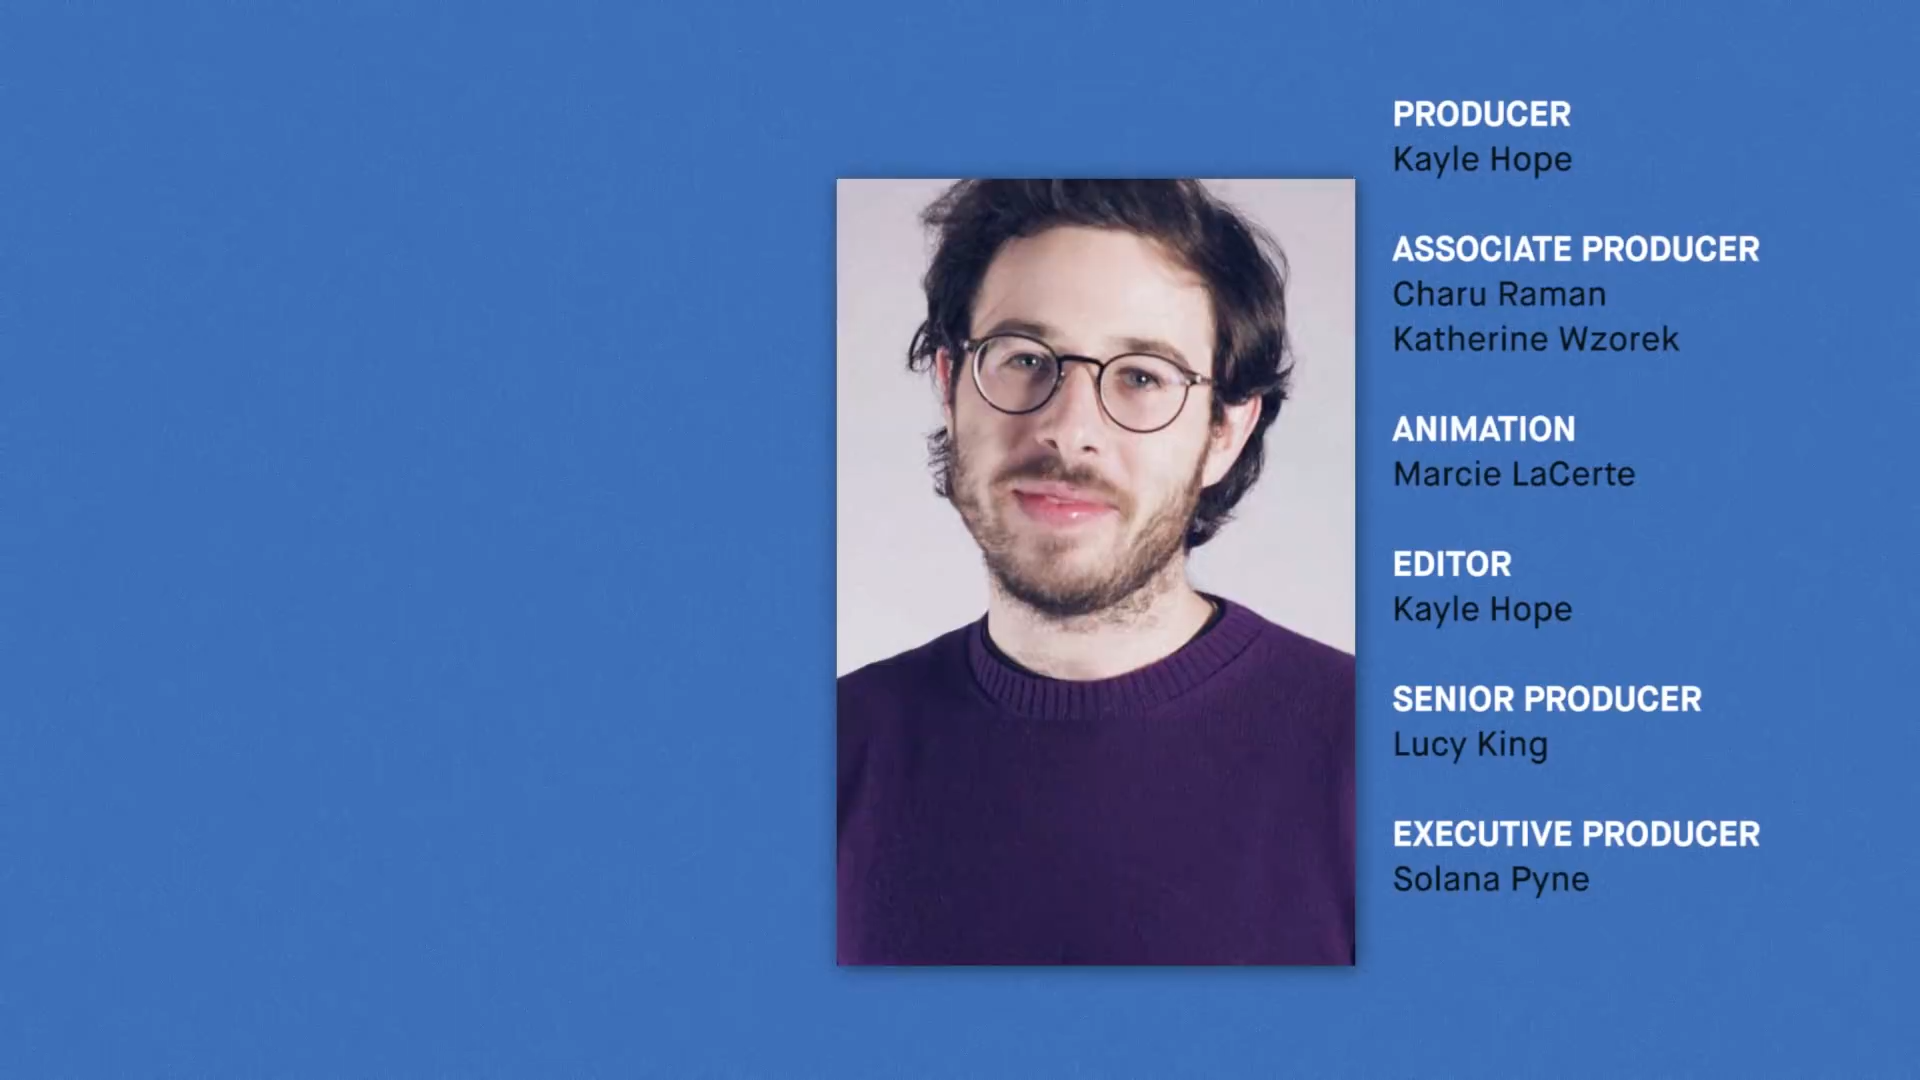 PRODUCER
Kayle Hope
ASSOCIATE PRODUCER
Charu Raman
Katherine Wzorek
ANIMATION
Marcie LaCerte
EDITOR
Kayle Hope
SENIOR PRODUCER
Lucy King
EXECUTIVE PRODUCER
Solana Pyne